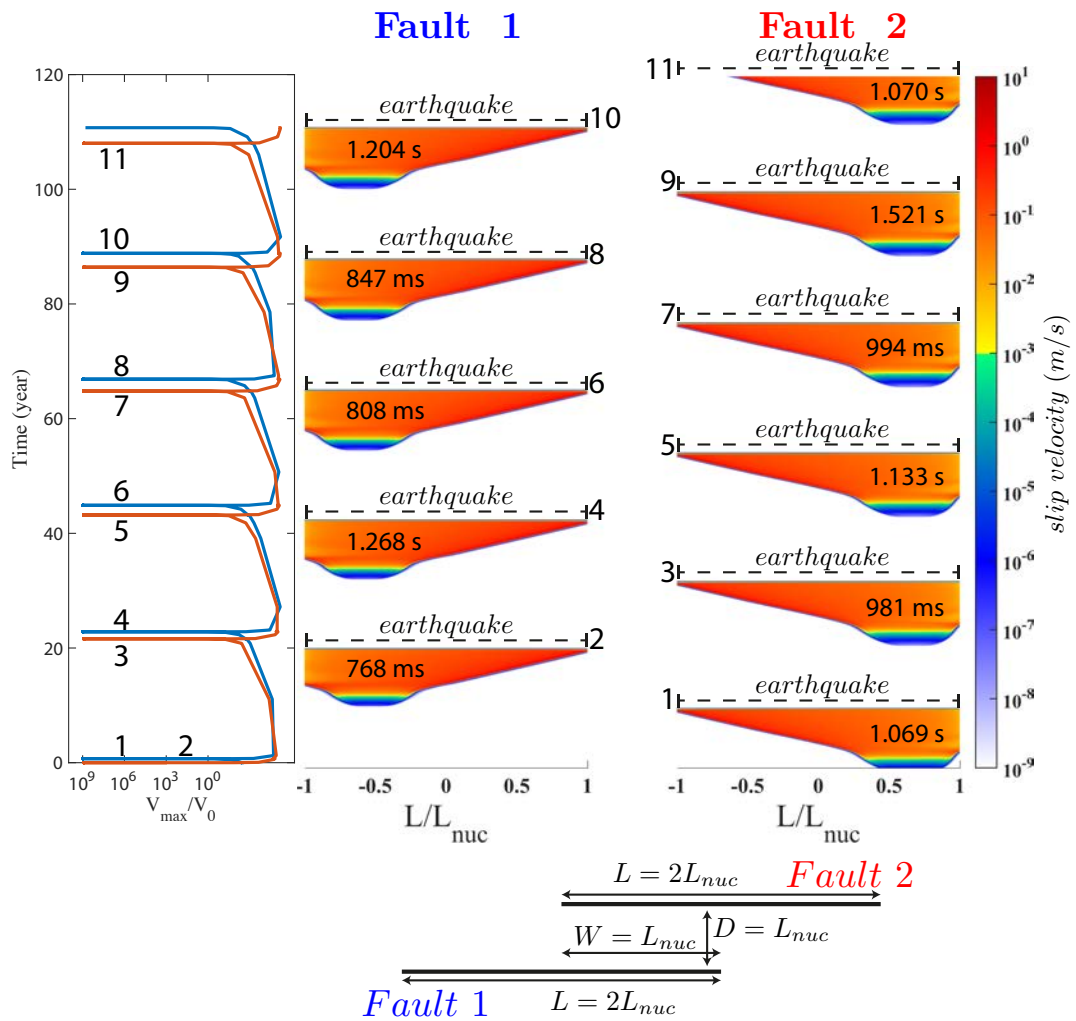 Fault 1
Fault 2
120
100
80
60
40
20
0
Time (year)
11
10
9
8
7
6
5
4
3
1 2
10^9 10^6 10^3 10^0
V_max/V_0
earthquake
10
1.204 s
earthquake
8
847 ms
earthquake
6
808 ms
earthquake
4
1.268 s
earthquake
2
768 ms
-1 -0.5 0 0.5 1
L/L_nuc
11
earthquake
1.070 s
9
earthquake
1.521 s
7
earthquake
994 ms
5
earthquake
1.133 s
3
earthquake
981 ms
1
earthquake
1.069 s
-1 -0.5 0 0.5 1
L/L_nuc
10^1
10^0
10^-1
10^-2
10^-3
10^-4
10^-5
10^-6
10^-7
10^-8
10^-9
slip velocity (m/s)
L = 2L_nuc
Fault 2
W = L_nuc
D = L_nuc
Fault 1
L = 2L_nuc